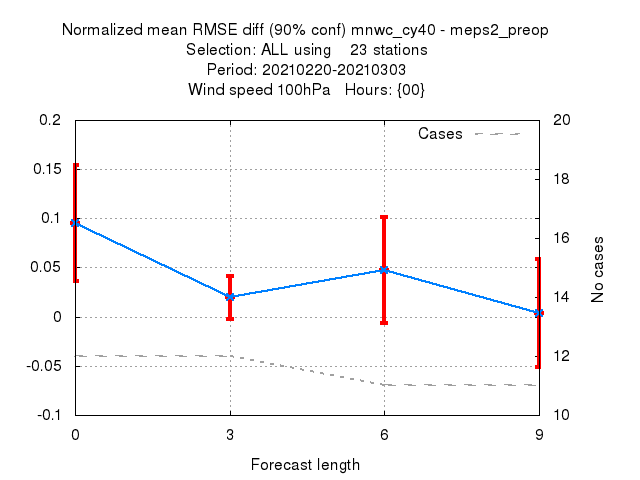 Normalized mean RMSE diff (90% conf) mnwc_cy40 - meps2_preop
Selection: ALL using 23 stations
Period: 20210220-20210303
Wind speed 100hPa Hours: {00}
Cases
0.2
0.15
0.1
0.05
0
-0.05
-0.1
20
18
16
14
12
10
No cases
0 3 6 9
Forecast length